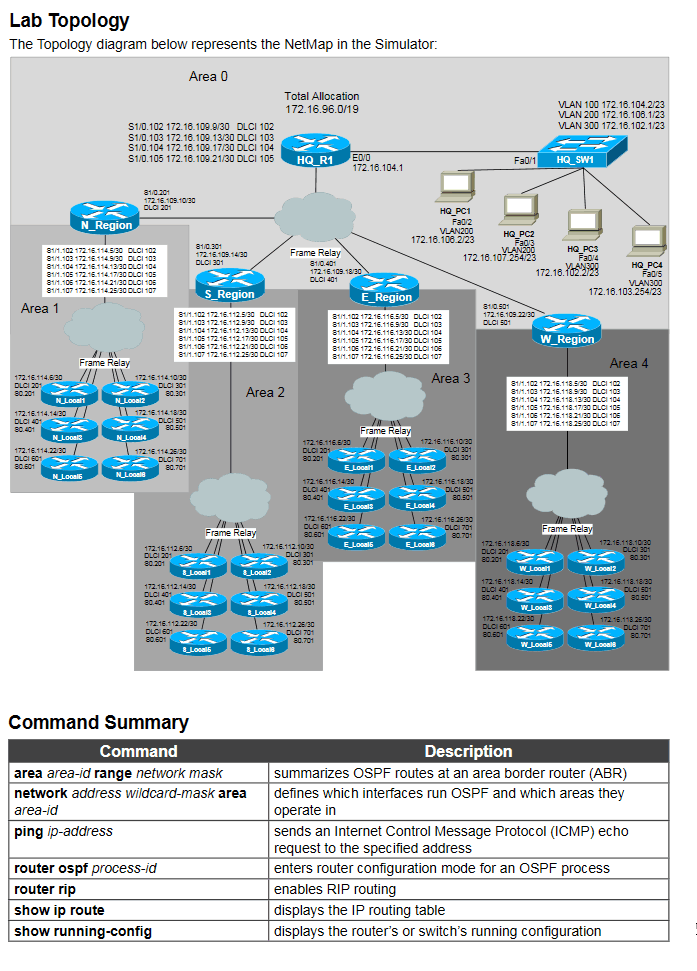 Lab Topology
The Topology diagram below represents the NetMap in the Simulator:
Area 0
Total Allocation
172.16.96.0/19
VLAN 100 172.16.104.2/23
VLAN 200 172.16.106.1/23
VLAN 300 172.16.102.1/23
S1/0.102 172.16.109.9/30 DLCI 102
S1/0.103 172.16.109.13/30 DLCI 103
S1/0.104 172.16.109.17/30 DLCI 104
S1/0.105 172.16.109.21/30 DLCI 105
HQ_R1
E0/0
172.16.104.1
Fa0/1
HQ_SW1
S1/0.201
172.16.109.10/30
DLCI 201
N_Region
HQ_PC1
Fa0/2
VLAN200
172.16.106.2/23
HQ_PC2
Fa0/3
VLAN200
172.16.107.254/23
HQ_PC3
Fa0/4
VLAN300
172.16.102.2/23
HQ_PC4
Fa0/5
VLAN300
172.16.103.254/23
Frame Relay
S1/0.301
172.16.109.14/30
DLCI 301
S_Region
S1/0.401
172.16.109.18/30
DLCI 401
E_Region
S1/0.501
172.16.109.22/30
DLCI 501
W_Region
S1/1.102 172.16.114.5/30 DLCI 102
S1/1.103 172.16.114.9/30 DLCI 103
S1/1.104 172.16.114.13/30 DLCI 104
S1/1.105 172.16.114.17/30 DLCI 105
S1/1.106 172.16.114.21/30 DLCI 106
S1/1.107 172.16.114.25/30 DLCI 107
Area 1
Frame Relay
172.16.114.6/30
DLCI 201
S0.201
N_Local1
172.16.114.10/30
DLCI 301
S0.301
N_Local2
172.16.114.14/30
DLCI 401
S0.401
N_Local3
172.16.114.18/30
DLCI 501
S0.501
N_Local4
172.16.114.22/30
DLCI 601
S0.601
N_Local5
172.16.114.26/30
DLCI 701
S0.701
N_Local6
S1/1.102 172.16.112.5/30 DLCI 102
S1/1.103 172.16.112.9/30 DLCI 103
S1/1.104 172.16.112.13/30 DLCI 104
S1/1.105 172.16.112.17/30 DLCI 105
S1/1.106 172.16.112.21/30 DLCI 106
S1/1.107 172.16.112.25/30 DLCI 107
Area 2
Frame Relay
172.16.112.6/30
DLCI 201
S0.201
S_Local1
172.16.112.10/30
DLCI 301
S0.301
S_Local2
172.16.112.14/30
DLCI 401
S0.401
S_Local3
172.16.112.18/30
DLCI 501
S0.501
S_Local4
172.16.112.22/30
DLCI 601
S0.601
S_Local5
172.16.112.26/30
DLCI 701
S0.701
S_Local6
S1/1.102 172.16.116.5/30 DLCI 102
S1/1.103 172.16.116.9/30 DLCI 103
S1/1.104 172.16.116.13/30 DLCI 104
S1/1.106 172.16.116.17/30 DLCI 105
S1/1.106 172.16.116.21/30 DLCI 106
S1/1.107 172.16.116.25/30 DLCI 107
Area 3
Frame Relay
172.16.116.6/30
DLCI 201
S0.201
E_Local1
172.16.116.10/30
DLCI 301
S0.301
E_Local2
172.16.116.14/30
DLCI 401
S0.401
E_Local3
172.16.116.18/30
DLCI 501
S0.501
E_Local4
172.16.116.22/30
DLCI 601
S0.601
E_Local5
172.16.116.26/30
DLCI 701
S0.701
E_Local6
Area 4
S1/1.102 172.16.118.5/30 DLCI 102
S1/1.103 172.16.118.9/30 DLCI 103
S1/1.104 172.16.118.13/30 DLCI 104
S1/1.105 172.16.118.17/30 DLCI 105
S1/1.106 172.16.118.21/30 DLCI 106
S1/1.107 172.16.118.25/30 DLCI 107
Frame Relay
172.16.118.6/30
DLCI 201
S0.201
W_Local1
172.16.118.10/30
DLCI 301
S0.301
W_Local2
172.16.118.14/30
DLCI 401
S0.401
W_Local3
172.16.118.18/30
DLCI 501
S0.501
W_Local4
172.16.118.22/30
DLCI 601
S0.601
W_Local5
172.16.118.26/30
DLCI 701
S0.701
W_Local6
Command Summary
Command Description
area area-id range network mask summarizes OSPF routes at an area border router (ABR)
network address wildcard-mask area defines which interfaces run OSPF and which areas they
area-id operate in
ping ip-address sends an Internet Control Message Protocol (ICMP) echo
request to the specified address
router ospf process-id enters router configuration mode for an OSPF process
router rip enables RIP routing
show ip route displays the IP routing table
show running-config displays the router's or switch's running configuration